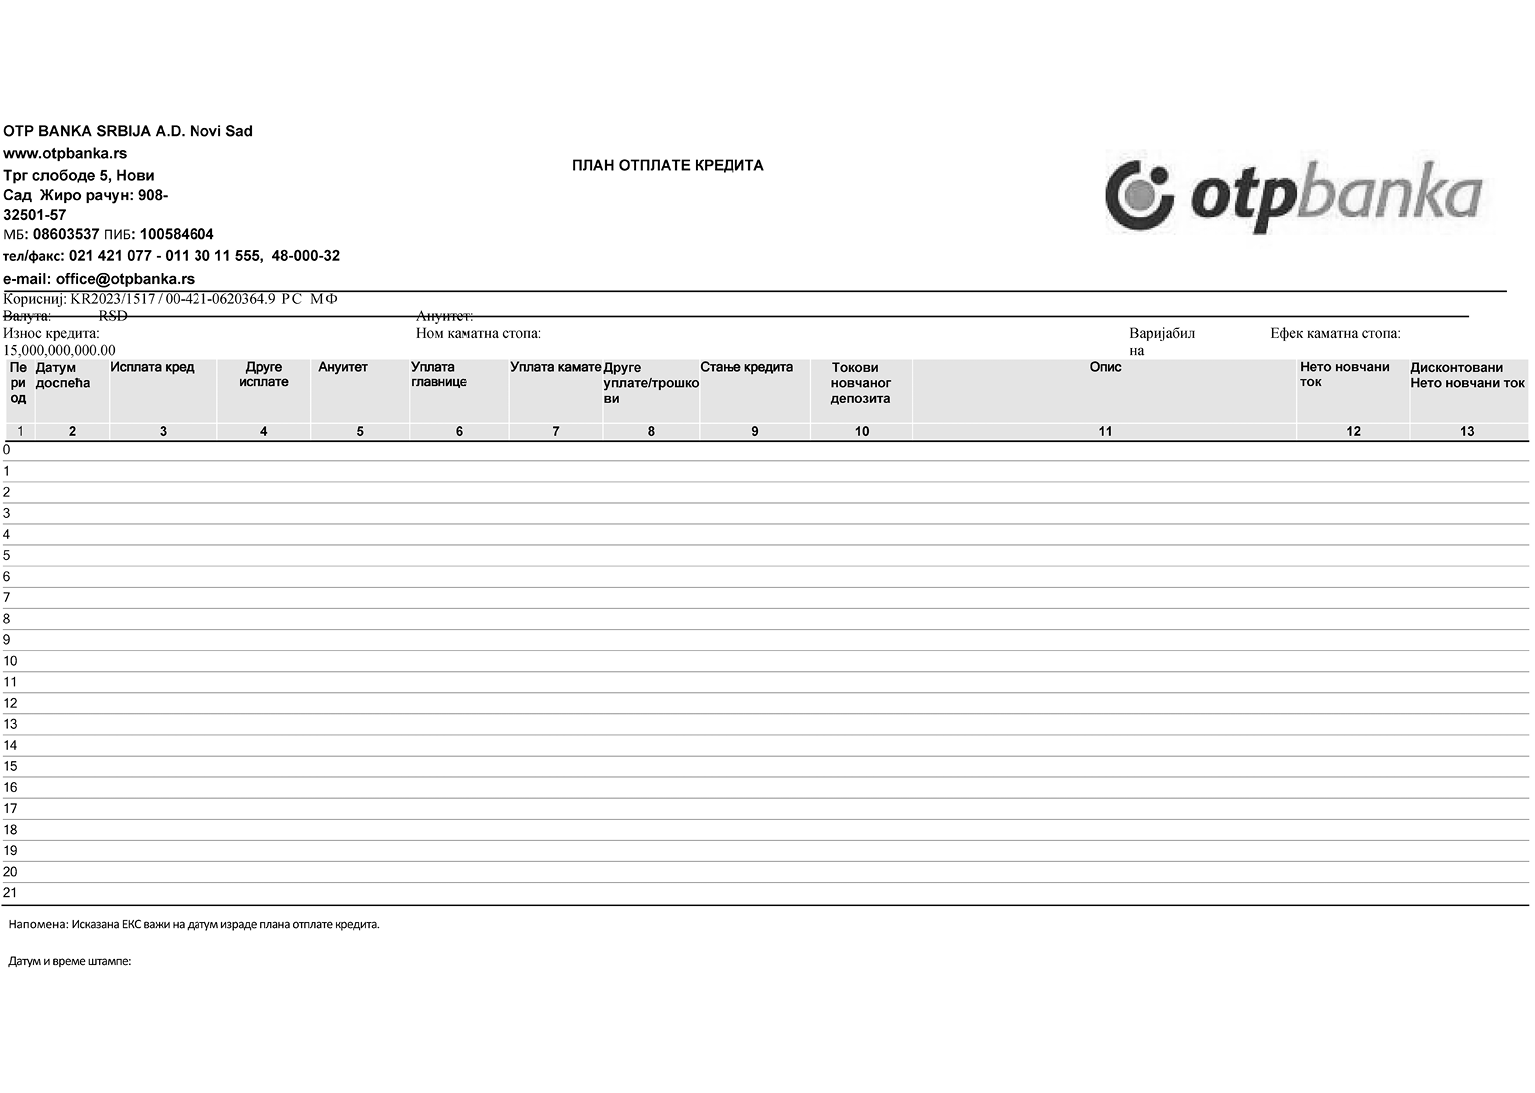 OTP BANKA SRBIJA A.D. Novi Sad
www.otpbanka.rs
Трг слободе 5, Нови
Сад Жиро рачун: 908-
32501-57
МБ: 08603537 ПИБ: 100584604
тел/факс: 021 421 077 - 011 30 11 555, 48-000-32
e-mail: office@otpbanka.rs
ПЛАН ОТПЛАТЕ КРЕДИТА
otpbanka
Корисниј: KR2023/1517 / 00-421-0620364.9 РС МФ
Валута: RSD Ануитет:
Износ кредита: Ном каматна стопа: Варијабил Ефек каматна стопа:
15,000,000,000.00 на
Пе Датум Исплата кред Друге Ануитет Уплата Уплата камате Друге Стање кредита Токови Опис Нето новчани Дисконтовани
ри доспећа исплате главнице уплате/трошко новчаног ток Нето новчани ток
од ви депозита
1 2 3 4 5 6 7 8 9 10 11 12 13
0
1
2
3
4
5
6
7
8
9
10
11
12
13
14
15
16
17
18
19
20
21
Напомена: Исказана ЕКС важи на датум израде плана отплате кредита.
Датум и време штампе: